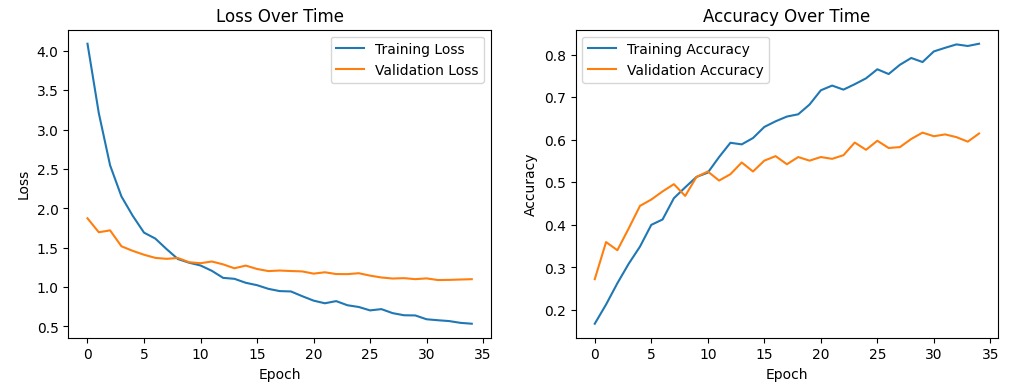 Loss Over Time
Training Loss
Validation Loss
Loss
4.0
3.5
3.0
2.5
2.0
1.5
1.0
0.5
0 5 10 15 20 25 30 35
Epoch
Accuracy Over Time
Training Accuracy
Validation Accuracy
Accuracy
0.8
0.7
0.6
0.5
0.4
0.3
0.2
0 5 10 15 20 25 30 35
Epoch